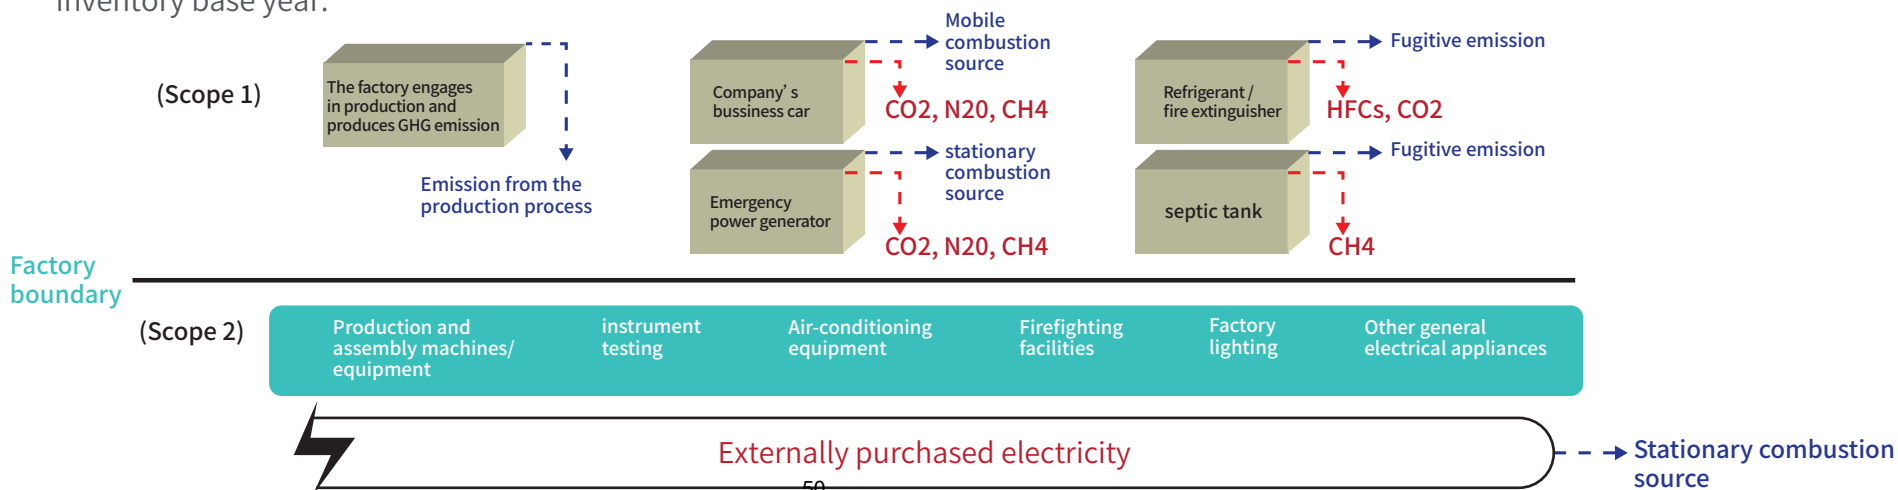 inventory base year.
(Scope 1)
The factory engages
in production and
produces GHG emission
Emission from the
production process
Company's
bussiness car
Mobile
combustion
source
CO2, N20, CH4
Emergency
power generator
stationary
combustion
source
CO2, N20, CH4
Refrigerant /
fire extinguisher
Fugitive emission
HFCs, CO2
septic tank
Fugitive emission
CH4
Factory
boundary
(Scope 2)
Production and
assembly machines/
equipment
instrument
testing
Air-conditioning
equipment
Firefighting
facilities
Factory
lighting
Other general
electrical appliances
Externally purchased electricity
Stationary combustion
source
50